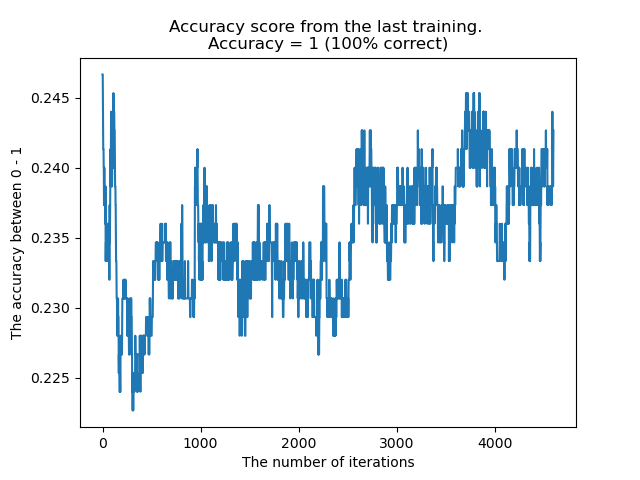 Accuracy score from the last training.
Accuracy = 1 (100% correct)
The accuracy between 0 - 1
0.245
0.240
0.235
0.230
0.225
0
1000
2000
3000
4000
The number of iterations